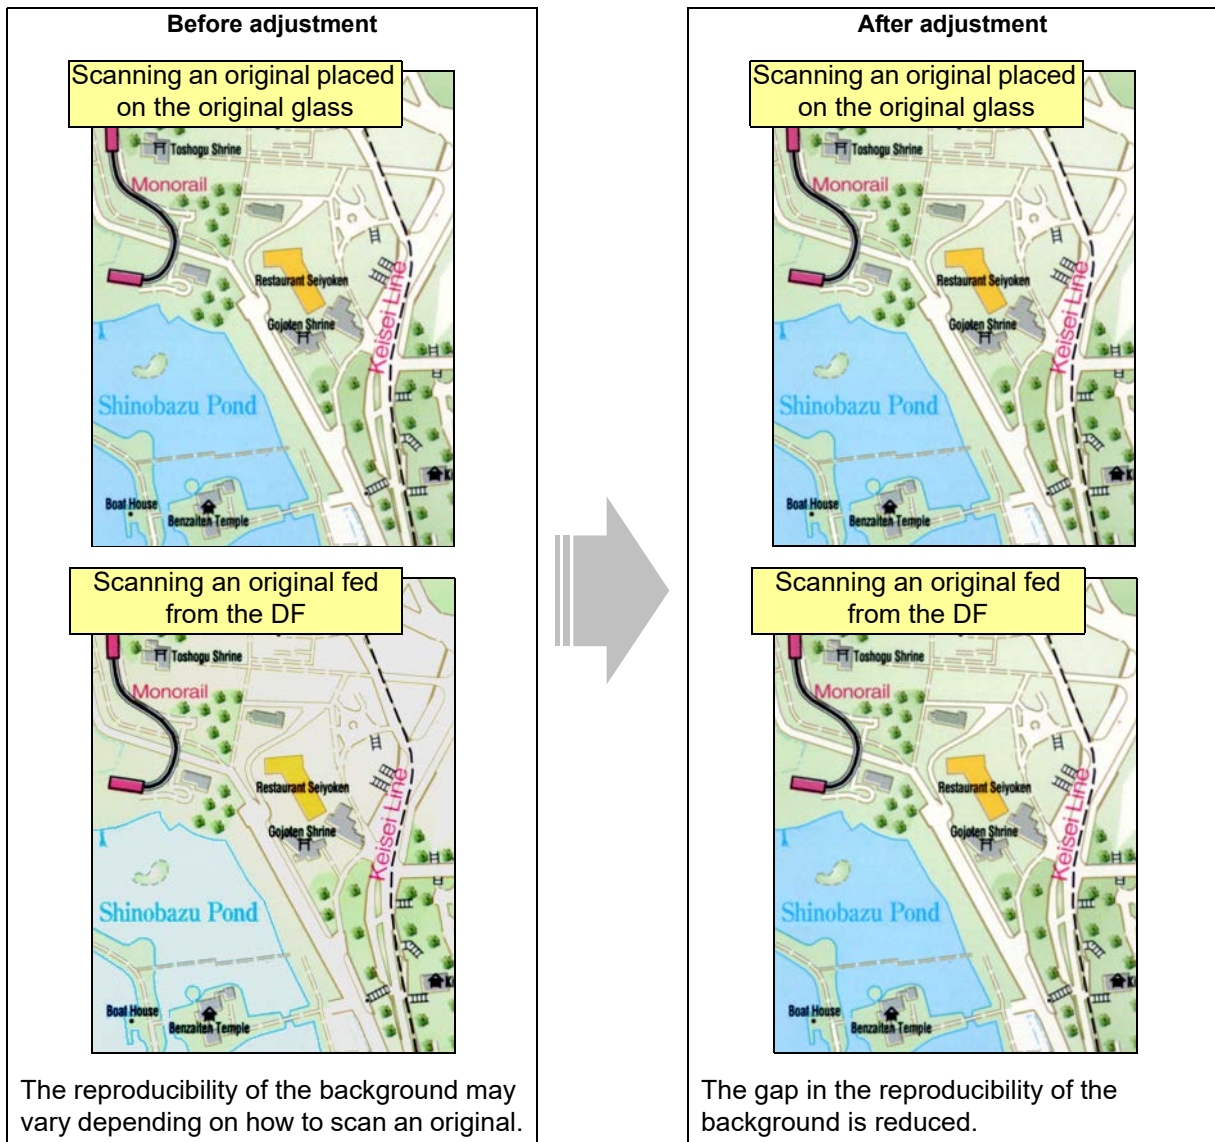 Before adjustment
Scanning an original placed
on the original glass
Toshogu Shrine
Monorail
Restaurant Seiyoken
Gojoten Shrine
Keisei Line
Shinobazu Pond
Boat House
Benzaiten Temple
Scanning an original fed
from the DF
Toshogu Shrine
Monorail
Restaurant Seiyoken
Gojoten Shrine
Keisei Line
Shinobazu Pond
Boat House
Benzaiten Temple
The reproducibility of the background may
vary depending on how to scan an original.
After adjustment
Scanning an original placed
on the original glass
Toshogu Shrine
Monorail
Restaurant Seiyoken
Gojoten Shrine
Keisei Line
Shinobazu Pond
Boat House
Benzaiten Temple
Scanning an original fed
from the DF
Toshogu Shrine
Monorail
Restaurant Seiyoken
Gojoten Shrine
Keisei Line
Shinobazu Pond
Boat House
Benzaiten Temple
The gap in the reproducibility of the
background is reduced.